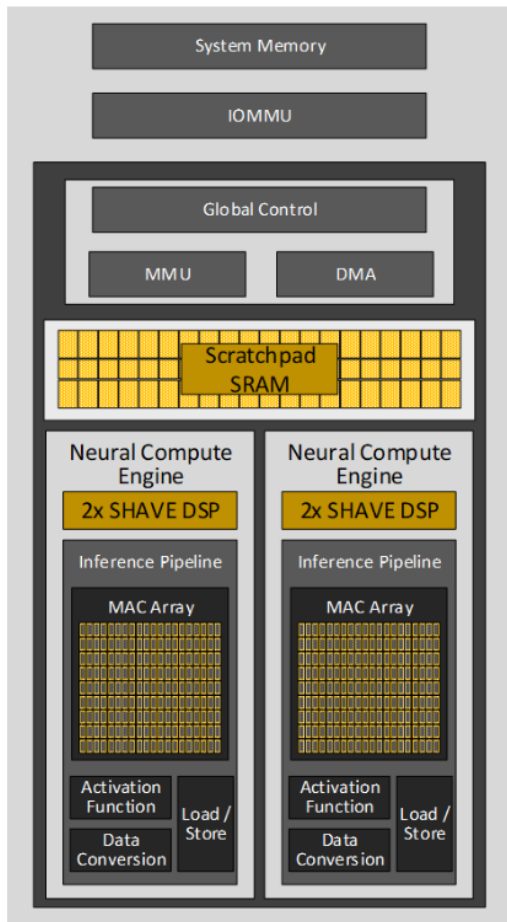 System Memory
IOMMU
Global Control
MMU
DMA
Scratchpad
SRAM
Neural Compute
Engine
2x SHAVE DSP
Inference Pipeline
MAC Array
Activation
Function
Data
Conversion
Load /
Store
Neural Compute
Engine
2x SHAVE DSP
Inference Pipeline
MAC Array
Activation
Function
Data
Conversion
Load /
Store